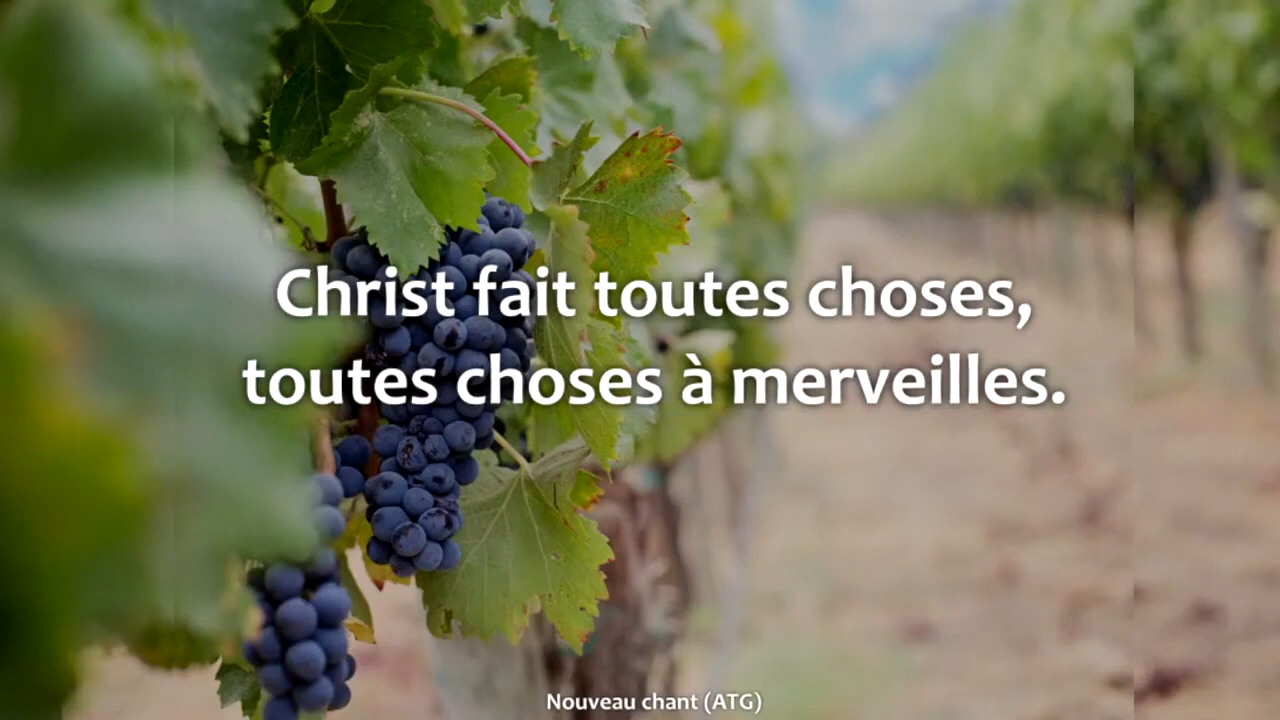 Christ fait toutes choses,
toutes choses à merveilles.
Nouveau chant (ATG)